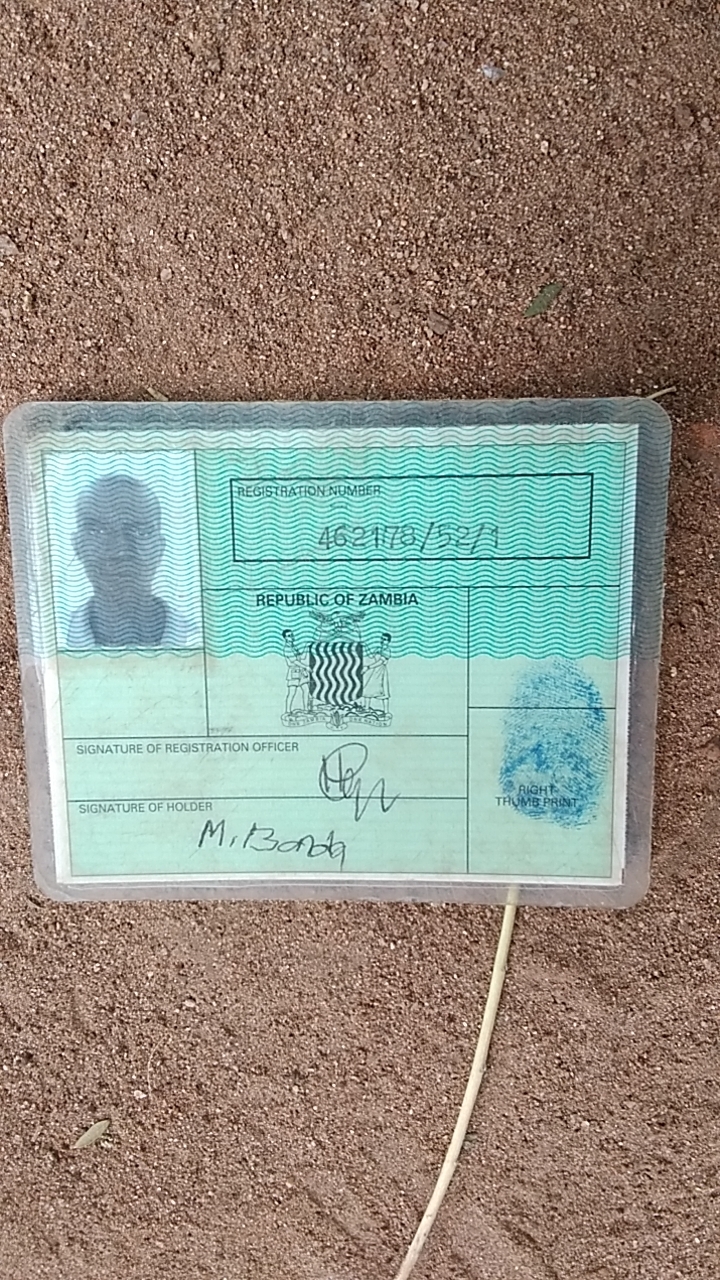 REGISTRATION NUMBER
462178/52/1
REPUBLIC OF ZAMBIA
SIGNATURE OF REGISTRATION OFFICER
SIGNATURE OF HOLDER
M. Banda
RIGHT
THUMB PRINT